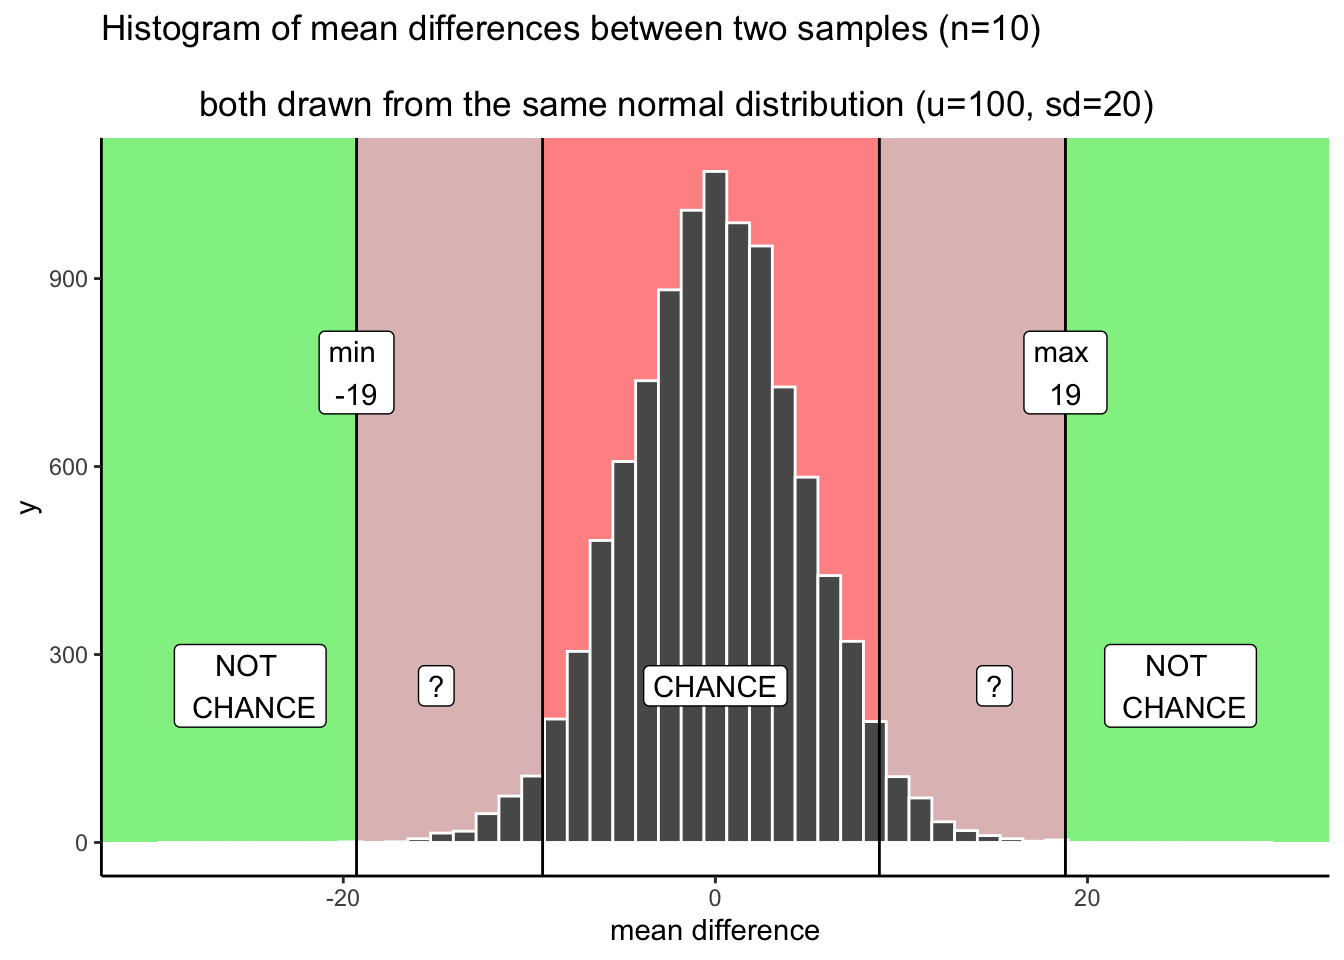 Histogram of mean differences between two samples (n=10)
both drawn from the same normal distribution (u=100, sd=20)
900
600
300
0
y
min
-19
max
19
NOT
CHANCE
?
CHANCE
?
NOT
CHANCE
-20
0
20
mean difference